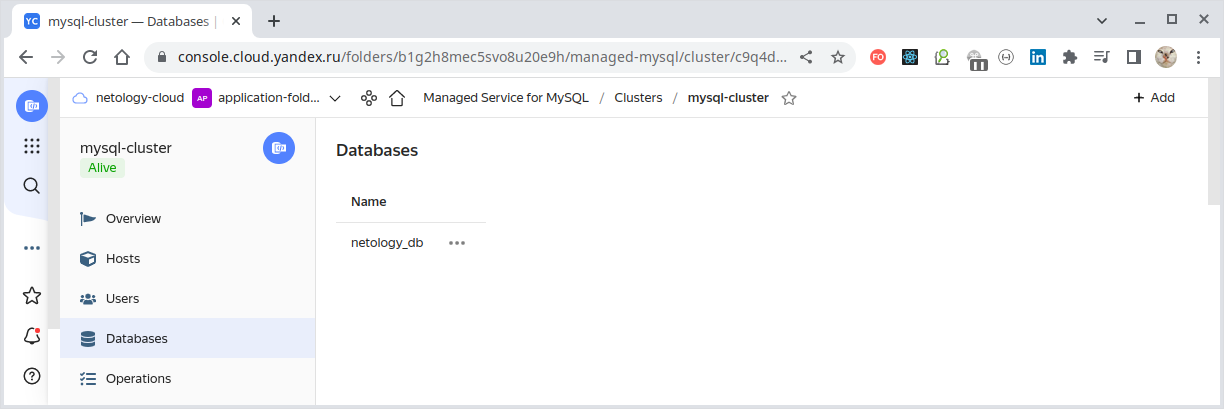 YC mysql-cluster — Databases |
console.cloud.yandex.ru/folders/b1g2h8mec5svo8u20e9h/managed-mysql/cluster/c9q4d...
FO
in
netology-cloud AP application-fold... Managed Service for MySQL / Clusters / mysql-cluster + Add
mysql-cluster
Alive
Overview
Hosts
Users
Databases
Operations
Databases
Name
netology_db